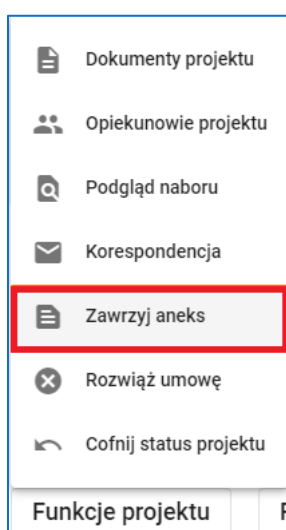 Dokumenty projektu
Opiekunowie projektu
Podgląd naboru
Korespondencja
Zawrzyj aneks
Rozwiąż umowę
Cofnij status projektu
Funkcje projektu